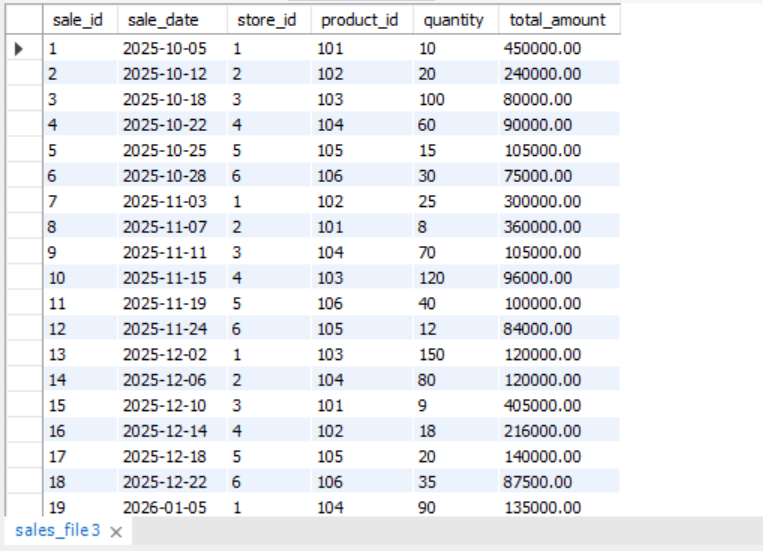 sale_id sale_date store_id product_id quantity total_amount
1 2025-10-05 1 101 10 450000.00
2 2025-10-12 2 102 20 240000.00
3 2025-10-18 3 103 100 80000.00
4 2025-10-22 4 104 60 90000.00
5 2025-10-25 5 105 15 105000.00
6 2025-10-28 6 106 30 75000.00
7 2025-11-03 1 102 25 300000.00
8 2025-11-07 2 101 8 360000.00
9 2025-11-11 3 104 70 105000.00
10 2025-11-15 4 103 120 96000.00
11 2025-11-19 5 106 40 100000.00
12 2025-11-24 6 105 12 84000.00
13 2025-12-02 1 103 150 120000.00
14 2025-12-06 2 104 80 120000.00
15 2025-12-10 3 101 9 405000.00
16 2025-12-14 4 102 18 216000.00
17 2025-12-18 5 105 20 140000.00
18 2025-12-22 6 106 35 87500.00
19 2026-01-05 1 104 90 135000.00
sales_file 3